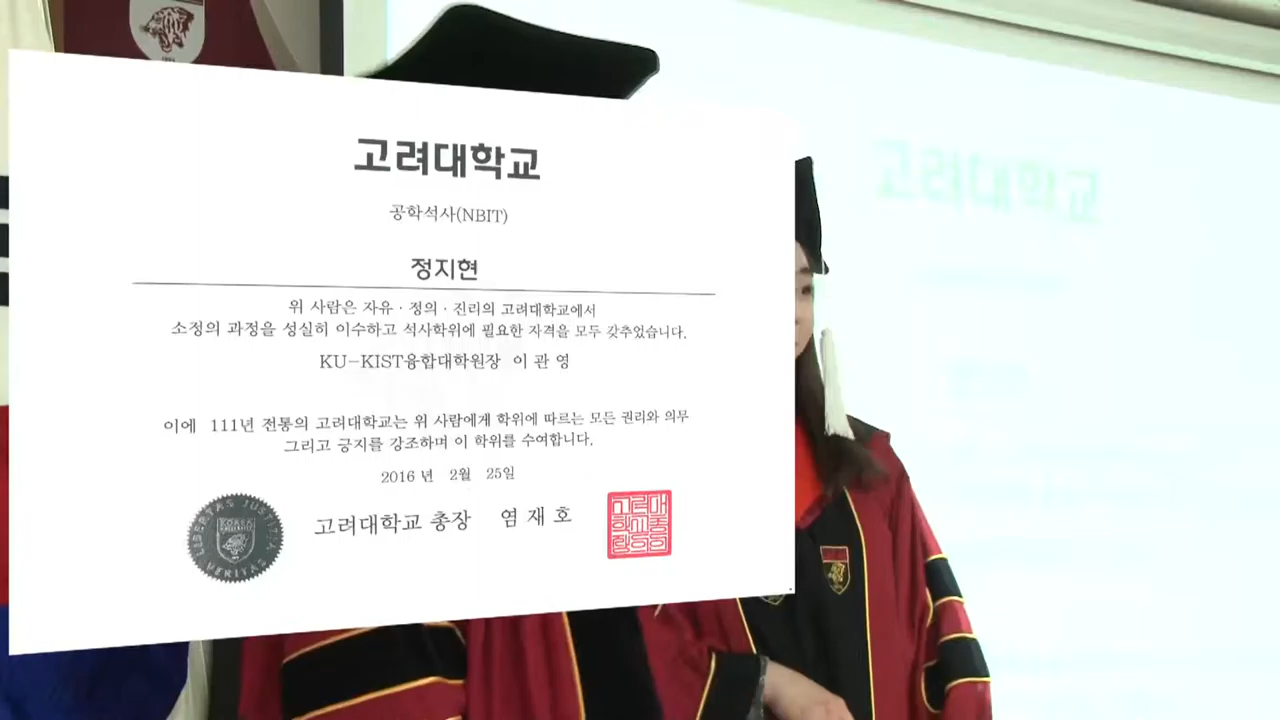 고려대학교
공학석사(NBIT)
정지현
위 사람은 자유 · 정의 · 진리의 고려대학교에서
소정의 과정을 성실히 이수하고 석사학위에 필요한 자격을 모두 갖추었습니다.
KU-KIST융합대학원장 이 관 영
이에 111년 전통의 고려대학교는 위 사람에게 학위에 따르는 모든 권리와 의무
그리고 긍지를 강조하며 이 학위를 수여합니다.
2016 년 2월 25일
고려대학교 총장 염 재 호
LIBERTAS JUSTITIA VERITAS
KOREA
고려대학교